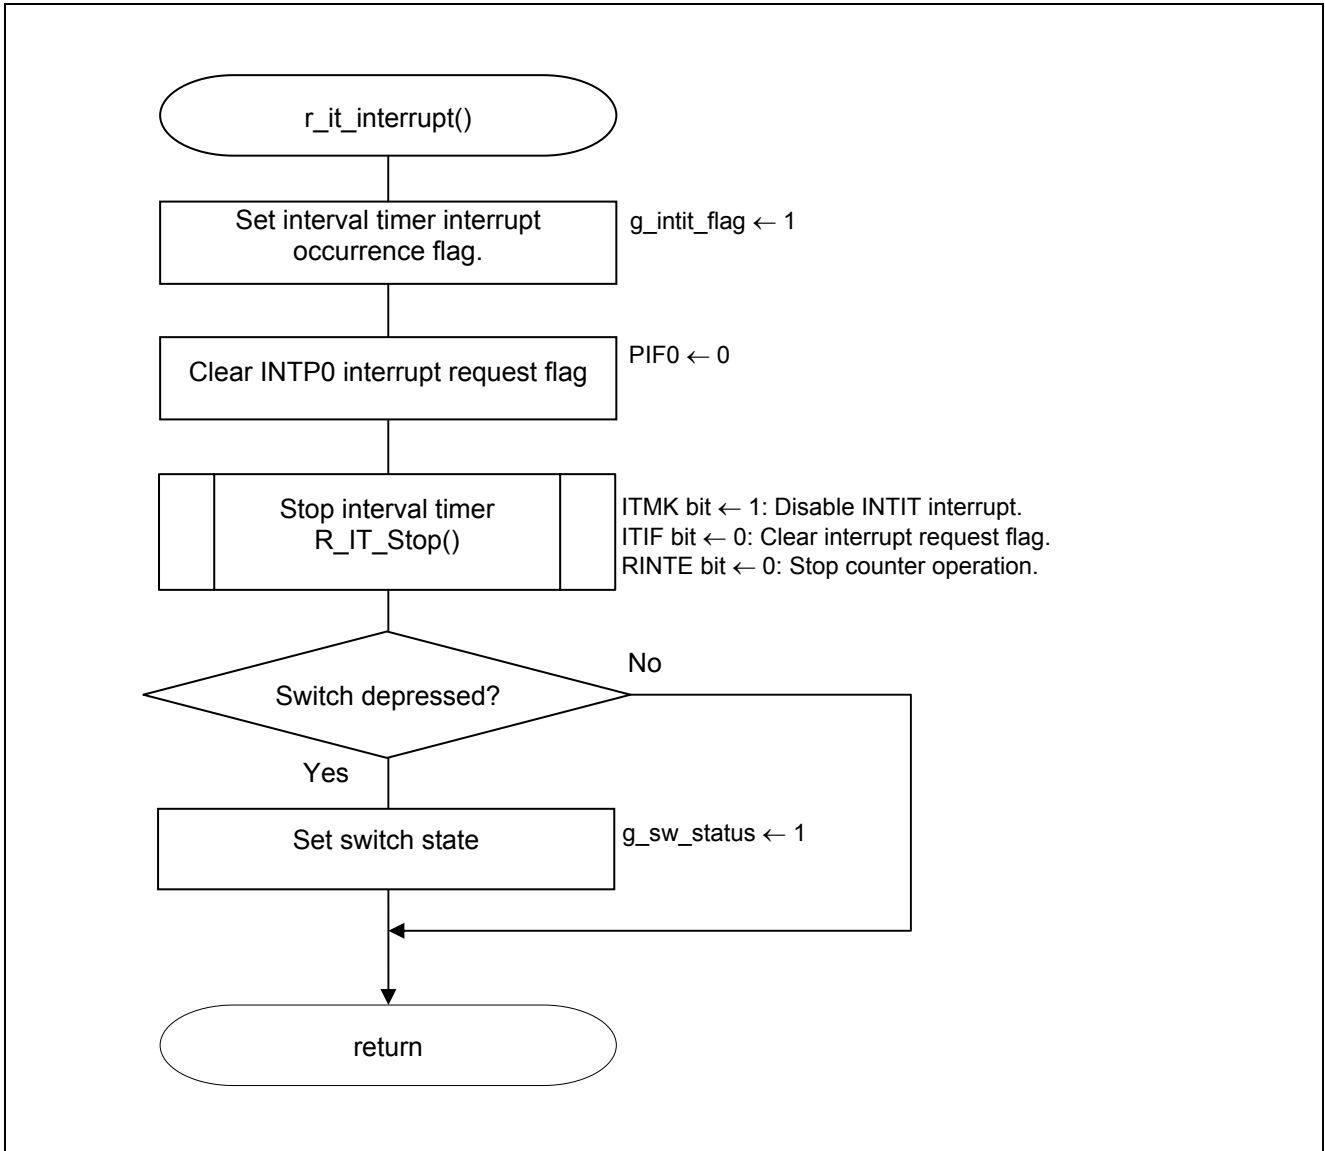 r_it_interrupt()
Set interval timer interrupt
occurrence flag.
g_intit_flag ← 1
Clear INTP0 interrupt request flag
PIF0 ← 0
Stop interval timer
R_IT_Stop()
ITMK bit ← 1: Disable INTIT interrupt.
ITIF bit ← 0: Clear interrupt request flag.
RINTE bit ← 0: Stop counter operation.
Switch depressed?
No
Yes
Set switch state
g_sw_status ← 1
return